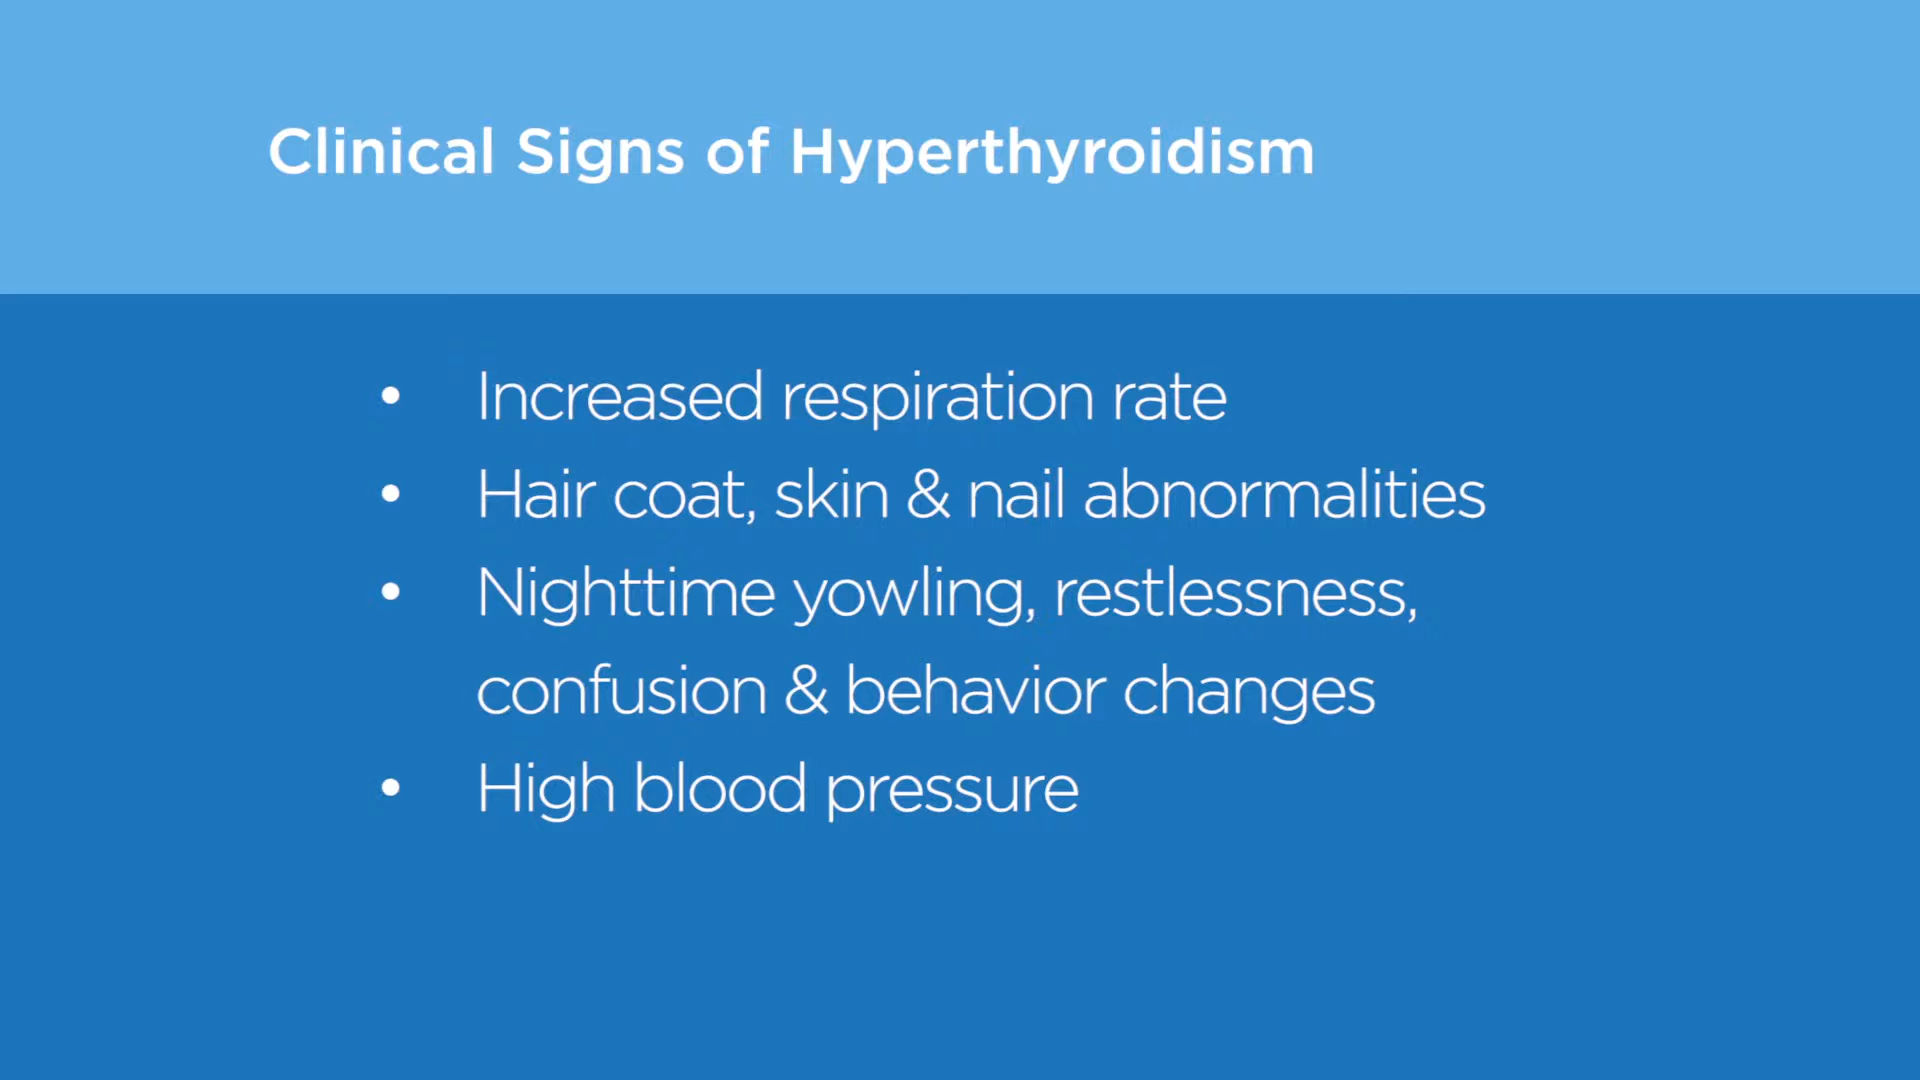 Clinical Signs of Hyperthyroidism
• Increased respiration rate
• Hair coat, skin & nail abnormalities
• Nighttime yowling, restlessness,
confusion & behavior changes
• High blood pressure